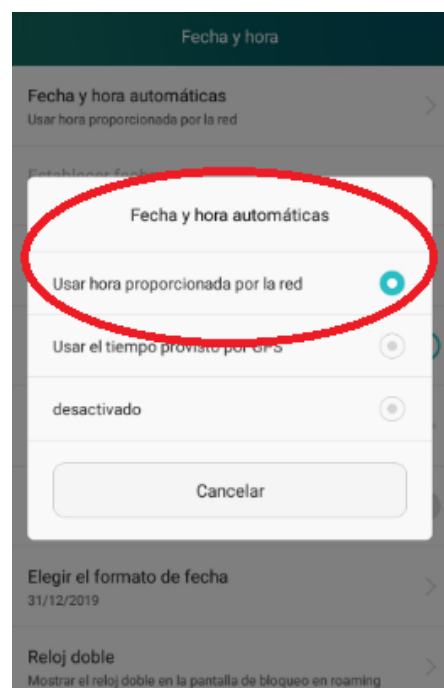 Fecha y hora
Fecha y hora automáticas
Usar hora proporcionada por la red
Establecer fecha
Fecha y hora automáticas
Usar hora proporcionada por la red
Usar el tiempo provisto por GPS
desactivado
Cancelar
Elegir el formato de fecha
31/12/2019
Reloj doble
Mostrar el reloj doble en la pantalla de bloqueo en roaming